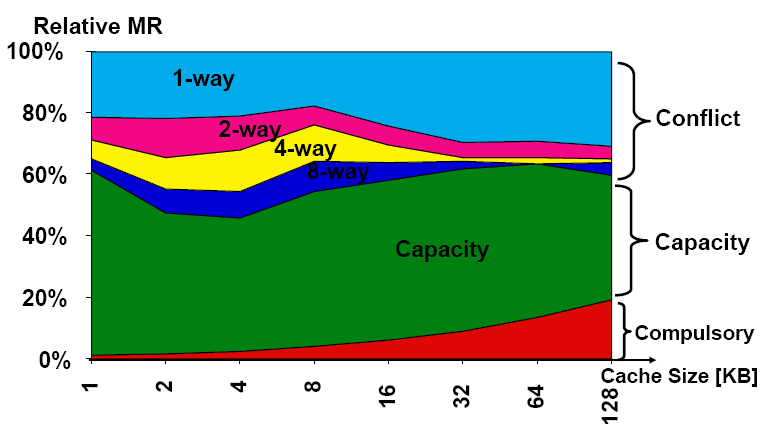 Relative MR
100%
80%
60%
40%
20%
0%
1-way
2-way
4-way
8-way
Capacity
Conflict
Capacity
Compulsory
Cache Size [KB]
1
2
4
8
16
32
64
128